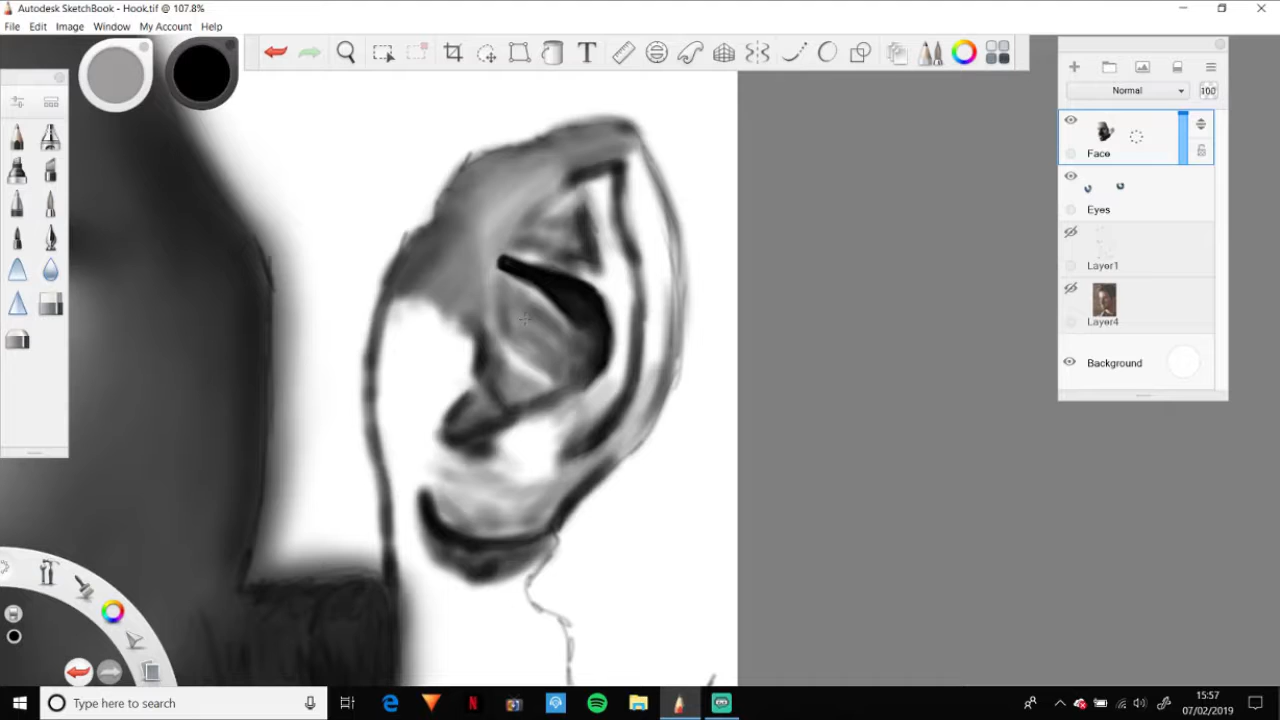 Autodesk SketchBook - Hook.tif @ 107.8%
File Edit Image Window My Account Help
T
Normal 100
Face
Eyes
Layer1
Layer4
Background
Type here to search
15:57
07/02/2019